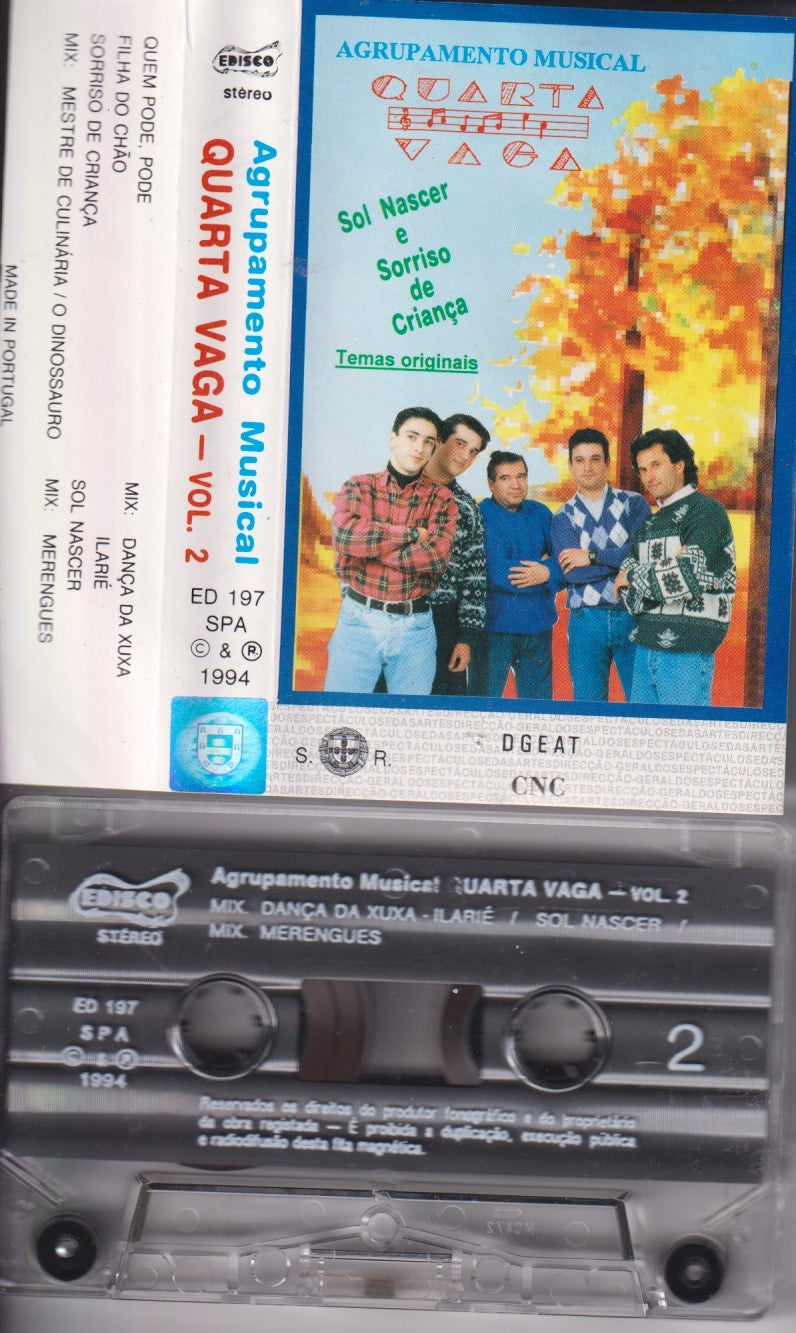 QUEM PODE, PODE
FILHA DO CHÃO
SORRISO DE CRIANÇA
MIX: MESTRE DE CULINÁRIA / O DINOSSAURO
MIX: DANÇA DA XUXA
ILARIÉ
SOL NASCER
MIX: MERENGUES
MADE IN PORTUGAL
EDISCO
stéreo
Agrupamento Musical
QUARTA VAGA – VOL. 2
ED 197
SPA
© & ℗
1994
AGRUPAMENTO MUSICAL
QUARTA
VAGA
Sol Nascer
e
Sorriso
de
Criança
Temas originais
S. R.
DGEAT
CNC
EDISCO
STÉREO
Agrupamento Musical UARTA VAGA – VOL. 2
MIX. DANÇA DA XUXA - ILARIÉ / SOL NASCER /
MIX. MERENGUES
ED 197
SPA
© & ℗
1994
2
Reservados os direitos do produtor fonográfico e do proprietário
da obra registada — É proibida a duplicação, execução pública
e radiodifusão desta fita magnética.